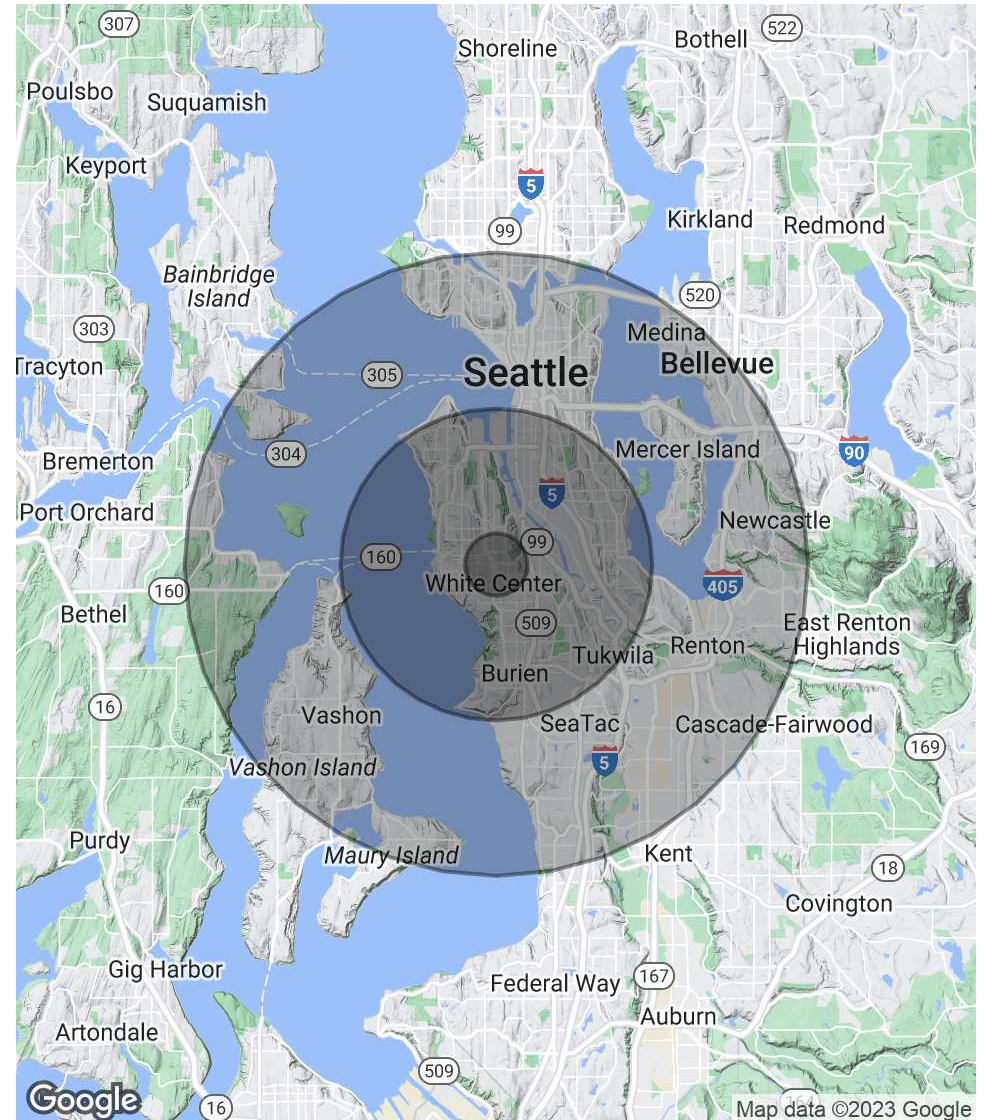 307
Shoreline
Bothell
522
Poulsbo
Suquamish
Keyport
5
99
Kirkland
Redmond
Bainbridge
Island
520
303
Medina
Tracyton
305
Seattle
Bellevue
304
Mercer Island
90
Bremerton
5
Port Orchard
Newcastle
99
160
White Center
405
160
Bethel
509
East Renton
Highlands
Tukwila
Renton
Burien
16
Vashon
SeaTac
Cascade-Fairwood
169
5
Vashon Island
Purdy
Maury Island
Kent
18
Covington
Gig Harbor
Federal Way
167
Artondale
Auburn
509
Google
16
164
Map data ©2023 Google